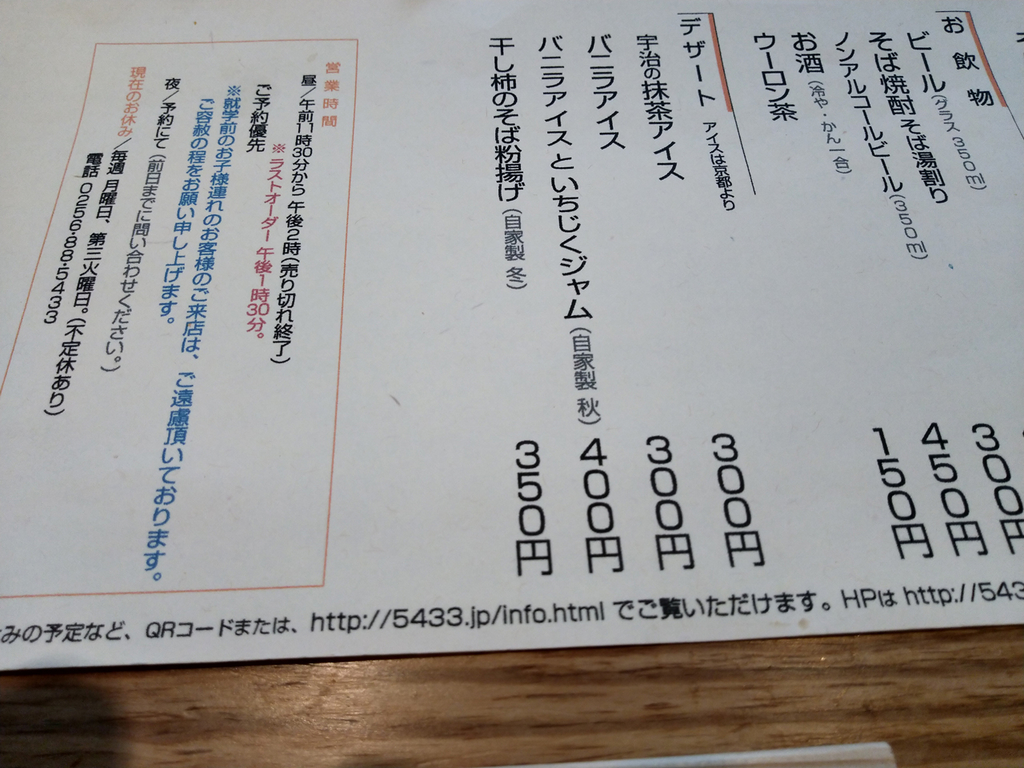 お飲物
ビール(グラス 350ml)
そば焼酎 そば湯割り
ノンアルコールビール(350ml) 300円
お酒(冷や・かん 一合) 450円
ウーロン茶 150円
デザート アイスは京都より
宇治の抹茶アイス 300円
バニラアイス 300円
バニラアイス といちじくジャム(自家製 秋) 400円
干し柿のそば粉揚げ(自家製 冬) 350円
営業時間
昼/午前11時30分から 午後2時(売り切れ終了)
※ ラストオーダー 午後1時30分。
ご予約優先
※就学前のお子様連れのお客様のご来店は、ご遠慮頂いております。
ご容赦の程をお願い申し上げます。
夜/予約にて(前日までに問い合わせください。)
現在のお休み/毎週 月曜日、第三火曜日。(不定休あり)
電話 0256-88-5433
みの予定など、QRコードまたは、http://5433.jp/info.html でご覧いただけます。HPは http://543